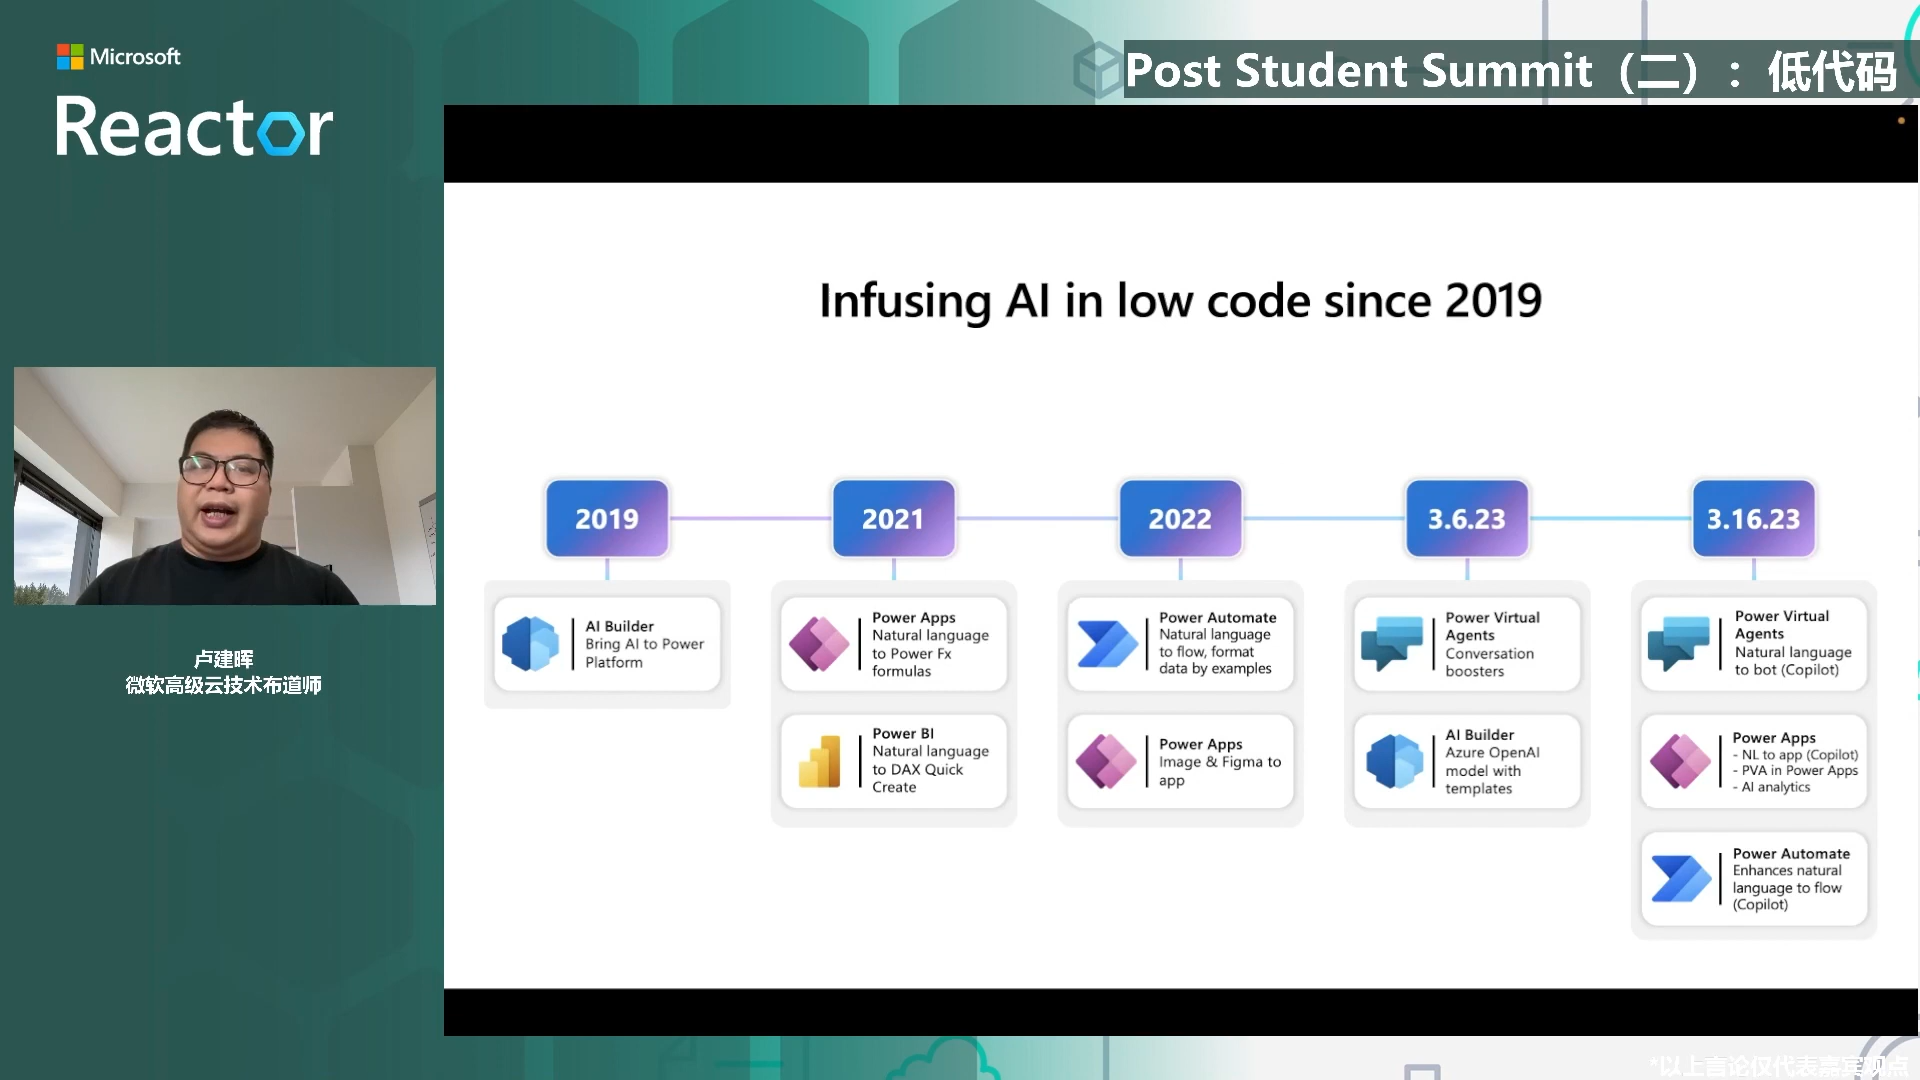 Microsoft
Reactor
Post Student Summit（二）：低代码
卢建晖
微软高级云技术布道师
Infusing AI in low code since 2019
2019
AI Builder
Bring AI to Power
Platform
2021
Power Apps
Natural language
to Power Fx
formulas
Power BI
Natural language
to DAX Quick
Create
2022
Power Automate
Natural language
to flow, format
data by examples
Power Apps
Image & Figma to
app
3.6.23
Power Virtual
Agents
Conversation
boosters
AI Builder
Azure OpenAI
model with
templates
3.16.23
Power Virtual
Agents
Natural language
to bot (Copilot)
Power Apps
- NL to app (Copilot)
- PVA in Power Apps
- AI analytics
Power Automate
Enhances natural
language to flow
(Copilot)
*以上言论仅代表嘉宾观点